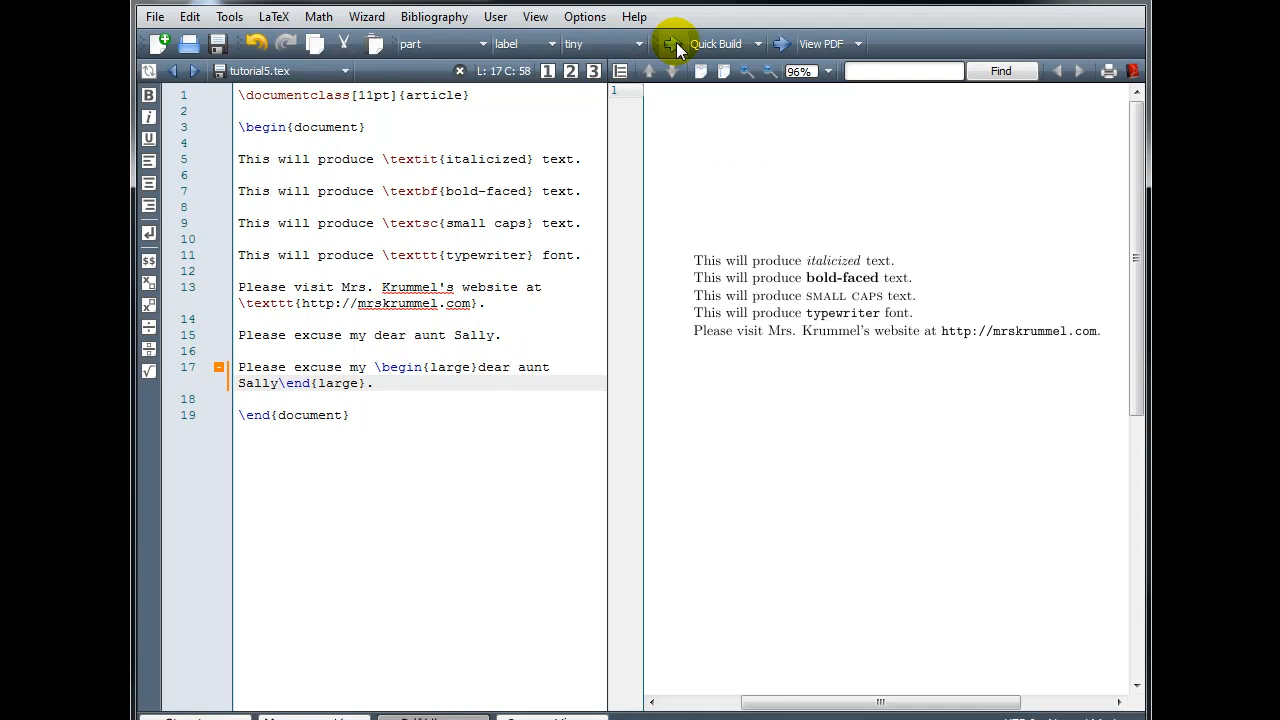 File Edit Tools LaTeX Math Wizard Bibliography User View Options Help
part label tiny Quick Build View PDF
tutorial5.tex L: 17 C: 58 1 2 3 96% Find
1 \documentclass[11pt]{article}
2
3 \begin{document}
4
5 This will produce \textit{italicized} text.
6
7 This will produce \textbf{bold-faced} text.
8
9 This will produce \textsc{small caps} text.
10
11 This will produce \texttt{typewriter} font.
12
13 Please visit Mrs. Krummel's website at
\texttt{http://mrskrummel.com}.
14
15 Please excuse my dear aunt Sally.
16
17 Please excuse my \begin{large}dear aunt
Sally\end{large}.
18
19 \end{document}
1
This will produce italicized text.
This will produce bold-faced text.
This will produce SMALL CAPS text.
This will produce typewriter font.
Please visit Mrs. Krummel's website at http://mrskrummel.com.